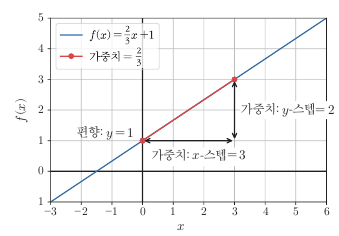 f(x) = 2/3 x+1
가중치 = 2/3
편향: y = 1
가중치: y-스텝 = 2
가중치: x-스텝 = 3
f(x)
5
4
3
2
1
0
1
−3 −2 −1 0 1 2 3 4 5 6
x